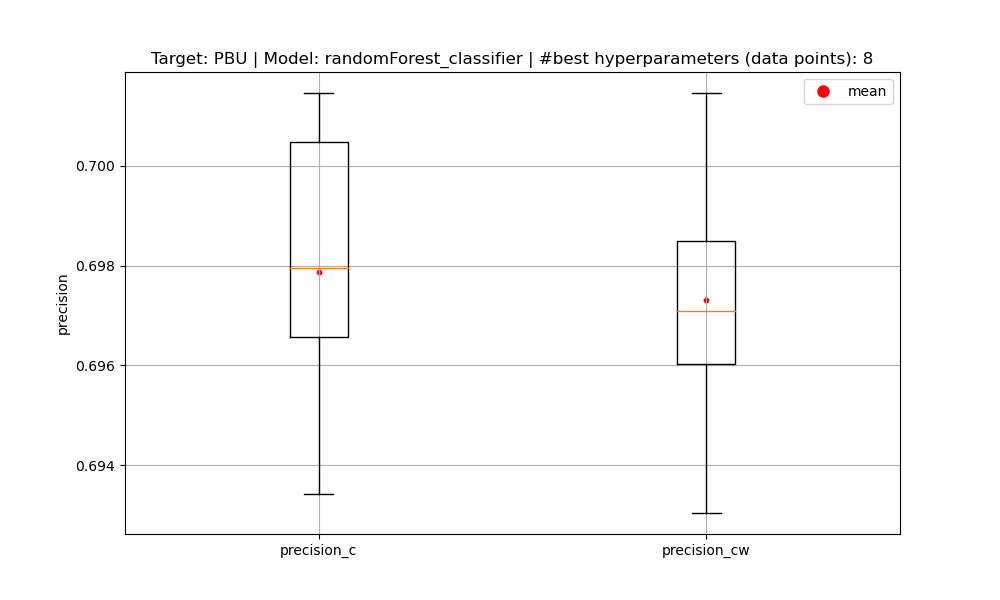 Target: PBU | Model: randomForest_classifier | #best hyperparameters (data points): 8
mean
0.700
0.698
0.696
0.694
precision
precision_c
precision_cw